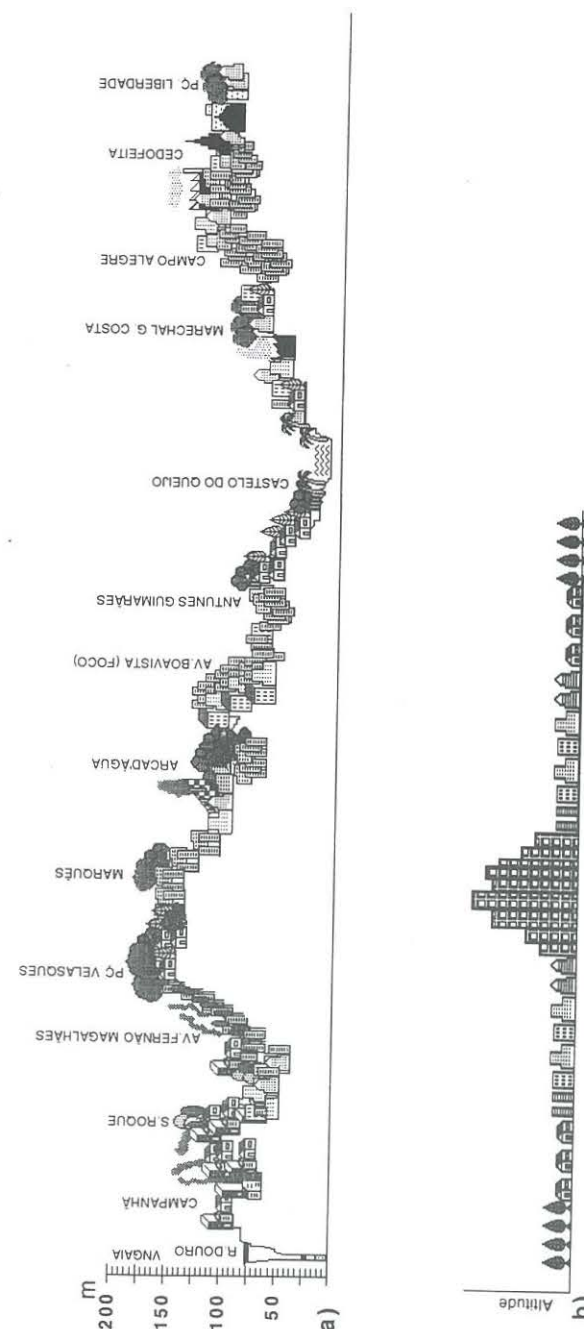 m
200
150
100
50
a)
VNGAIA
R. DOURO
CAMPANHÃ
S. ROQUE
AV. FERNÃO MAGALHÃES
PÇ. VELASQUES
MARQUÊS
ARCAD'ÁGUA
AV. BOAVISTA (FOCO)
ANTUNES GUIMARÃES
CASTELO DO QUEIJO
MARECHAL G. COSTA
CAMPO ALEGRE
CEDOFEITA
PÇ. LIBERDADE
Altitude
b)